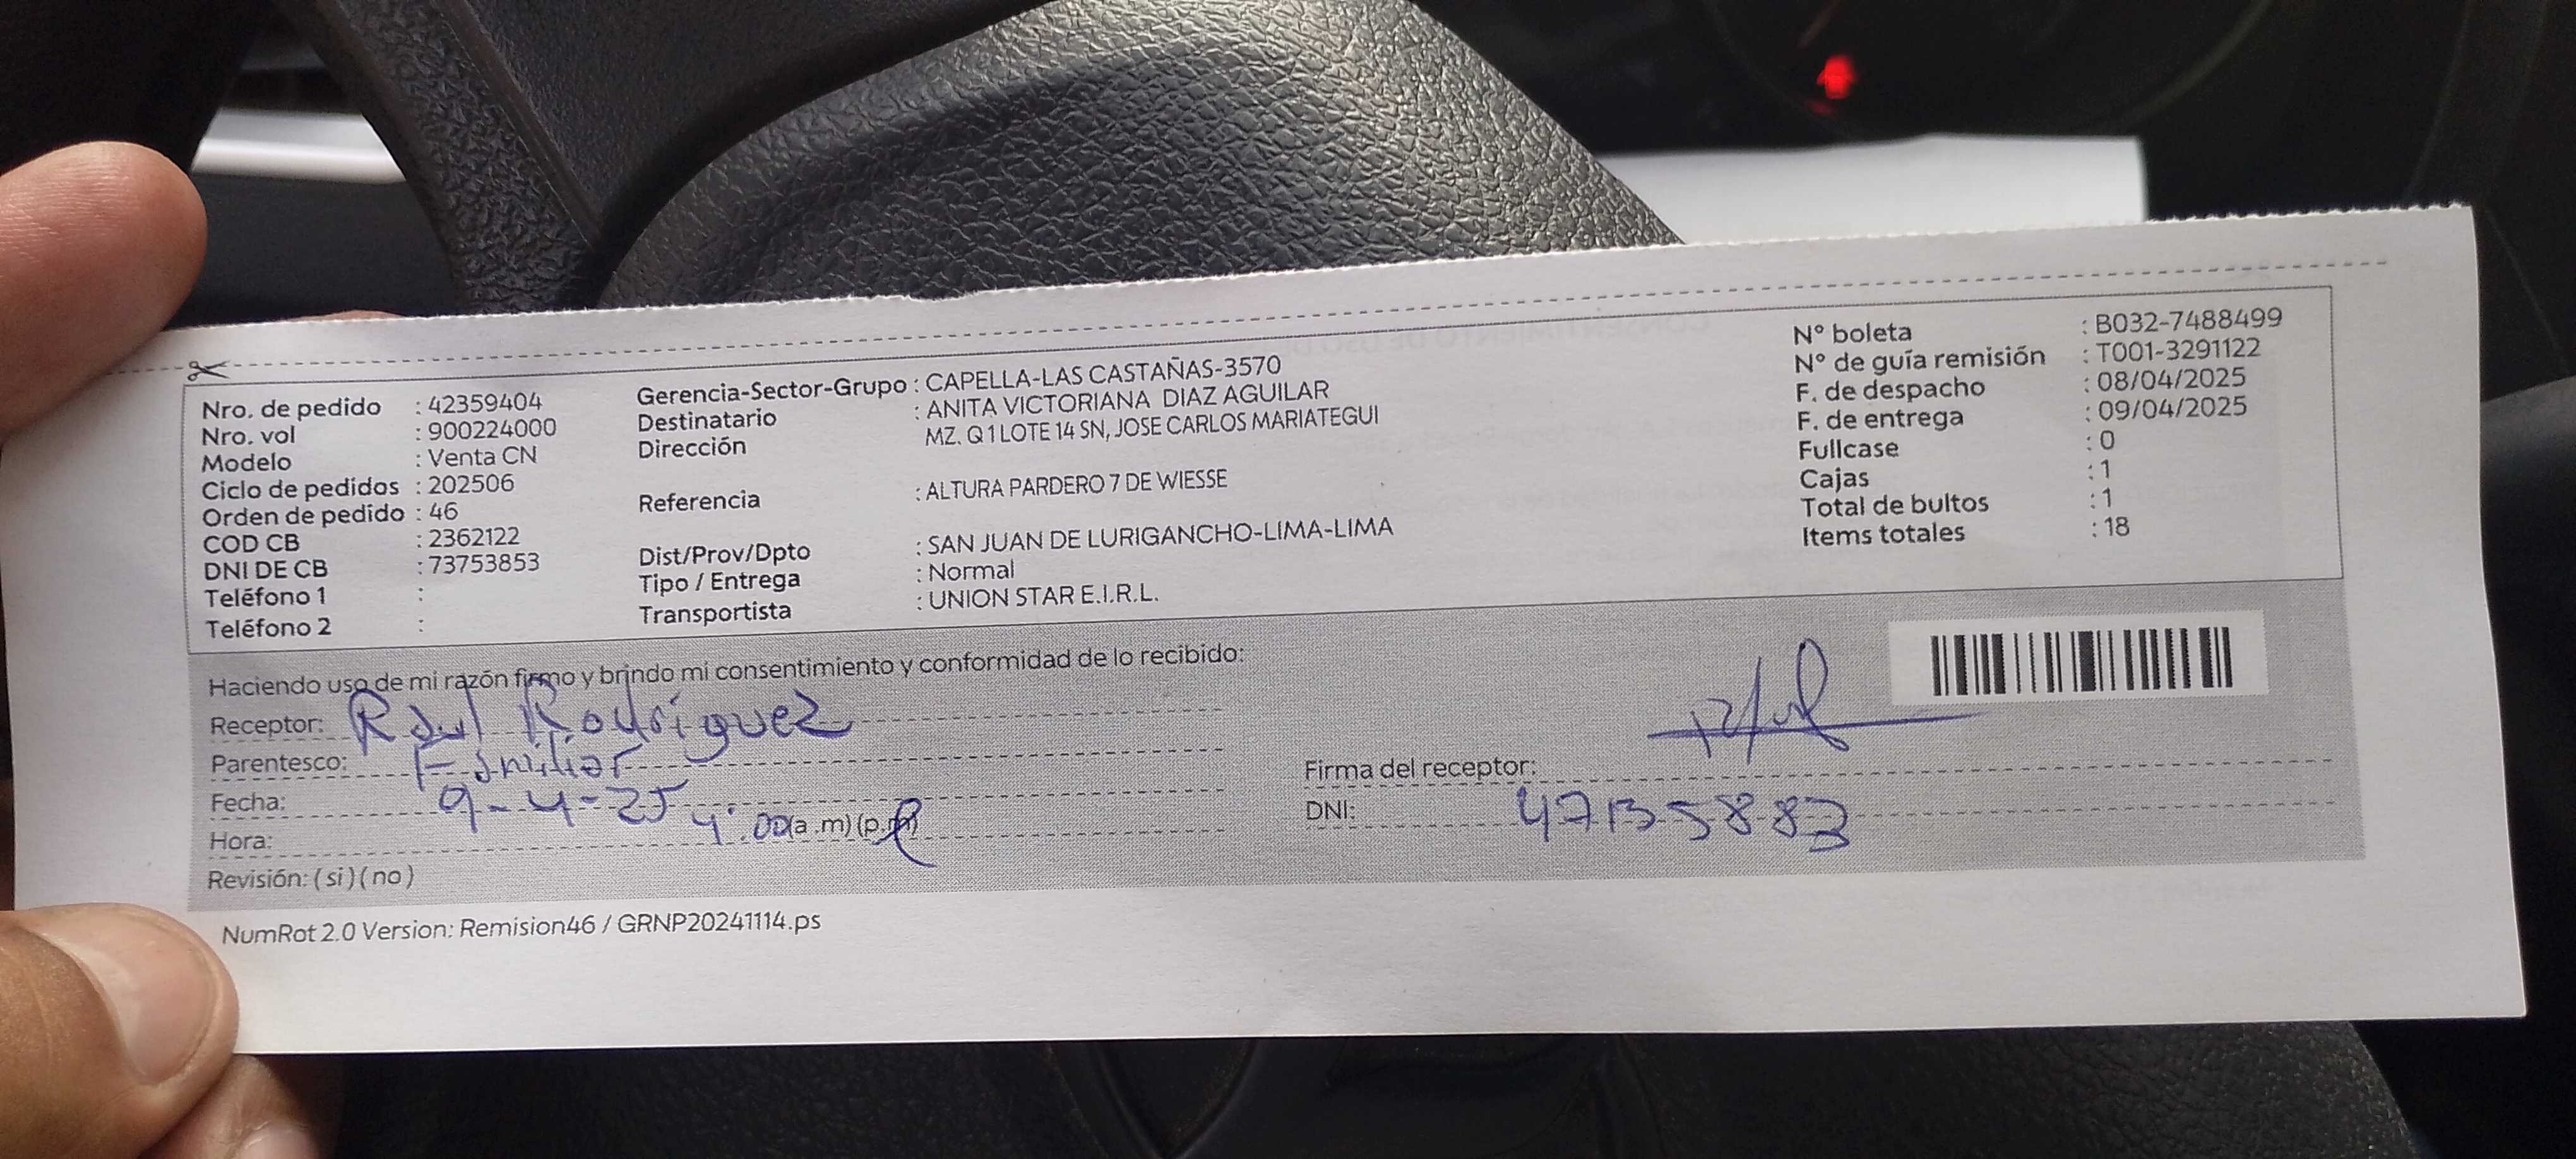 Nro. de pedido : 42359404
Nro. vol : 900224000
Modelo : Venta CN
Ciclo de pedidos : 202506
Orden de pedido : 46
COD CB : 2362122
DNI DE CB : 73753853
Teléfono 1 :
Teléfono 2 :
Gerencia-Sector-Grupo : CAPELLA-LAS CASTAÑAS-3570
Destinatario : ANITA VICTORIANA DIAZ AGUILAR
Dirección MZ. Q 1 LOTE 14 SN, JOSE CARLOS MARIATEGUI
Referencia : ALTURA PARDERO 7 DE WIESSE
Dist/Prov/Dpto : SAN JUAN DE LURIGANCHO-LIMA-LIMA
Tipo / Entrega : Normal
Transportista : UNION STAR E.I.R.L.
N° boleta : B032-7488499
N° de guía remisión : T001-3291122
F. de despacho : 08/04/2025
F. de entrega : 09/04/2025
Fullcase : 0
Cajas : 1
Total de bultos : 1
Items totales : 18
Haciendo uso de mi razón firmo y brindo mi consentimiento y conformidad de lo recibido:
Receptor: Raul Rodriguez
Parentesco: Familiar
Fecha: 9-4-25
Hora: 4:00 (a.m) (p.m)
Revisión: ( si ) ( no )
Firma del receptor:
DNI: 47135883
NumRot 2.0 Version: Remision46 / GRNP20241114.ps